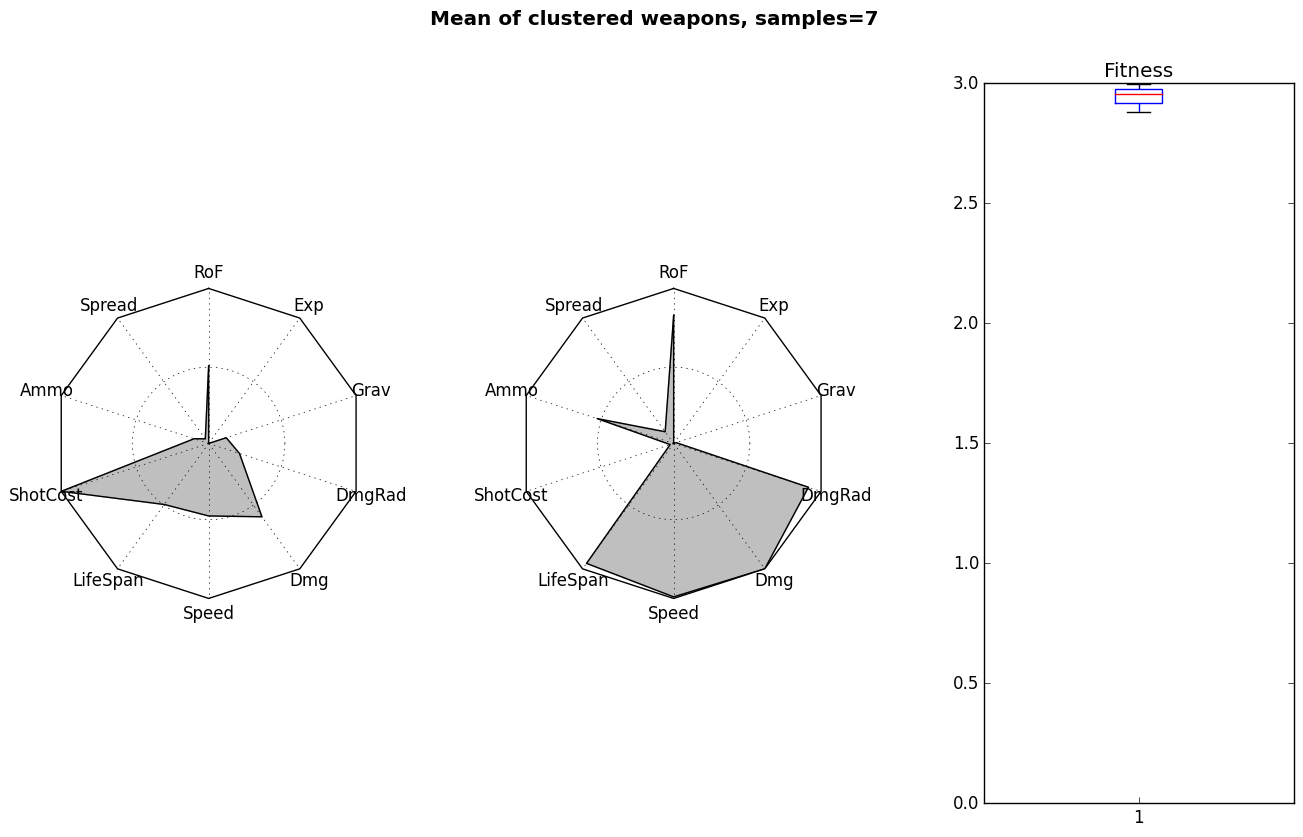 Mean of clustered weapons, samples=7
RoF
Exp
Spread
Grav
Ammo
DmgRad
ShotCost
Dmg
LifeSpan
Speed
RoF
Exp
Spread
Grav
Ammo
DmgRad
ShotCost
Dmg
LifeSpan
Speed
Fitness
3.0
2.5
2.0
1.5
1.0
0.5
0.0
1